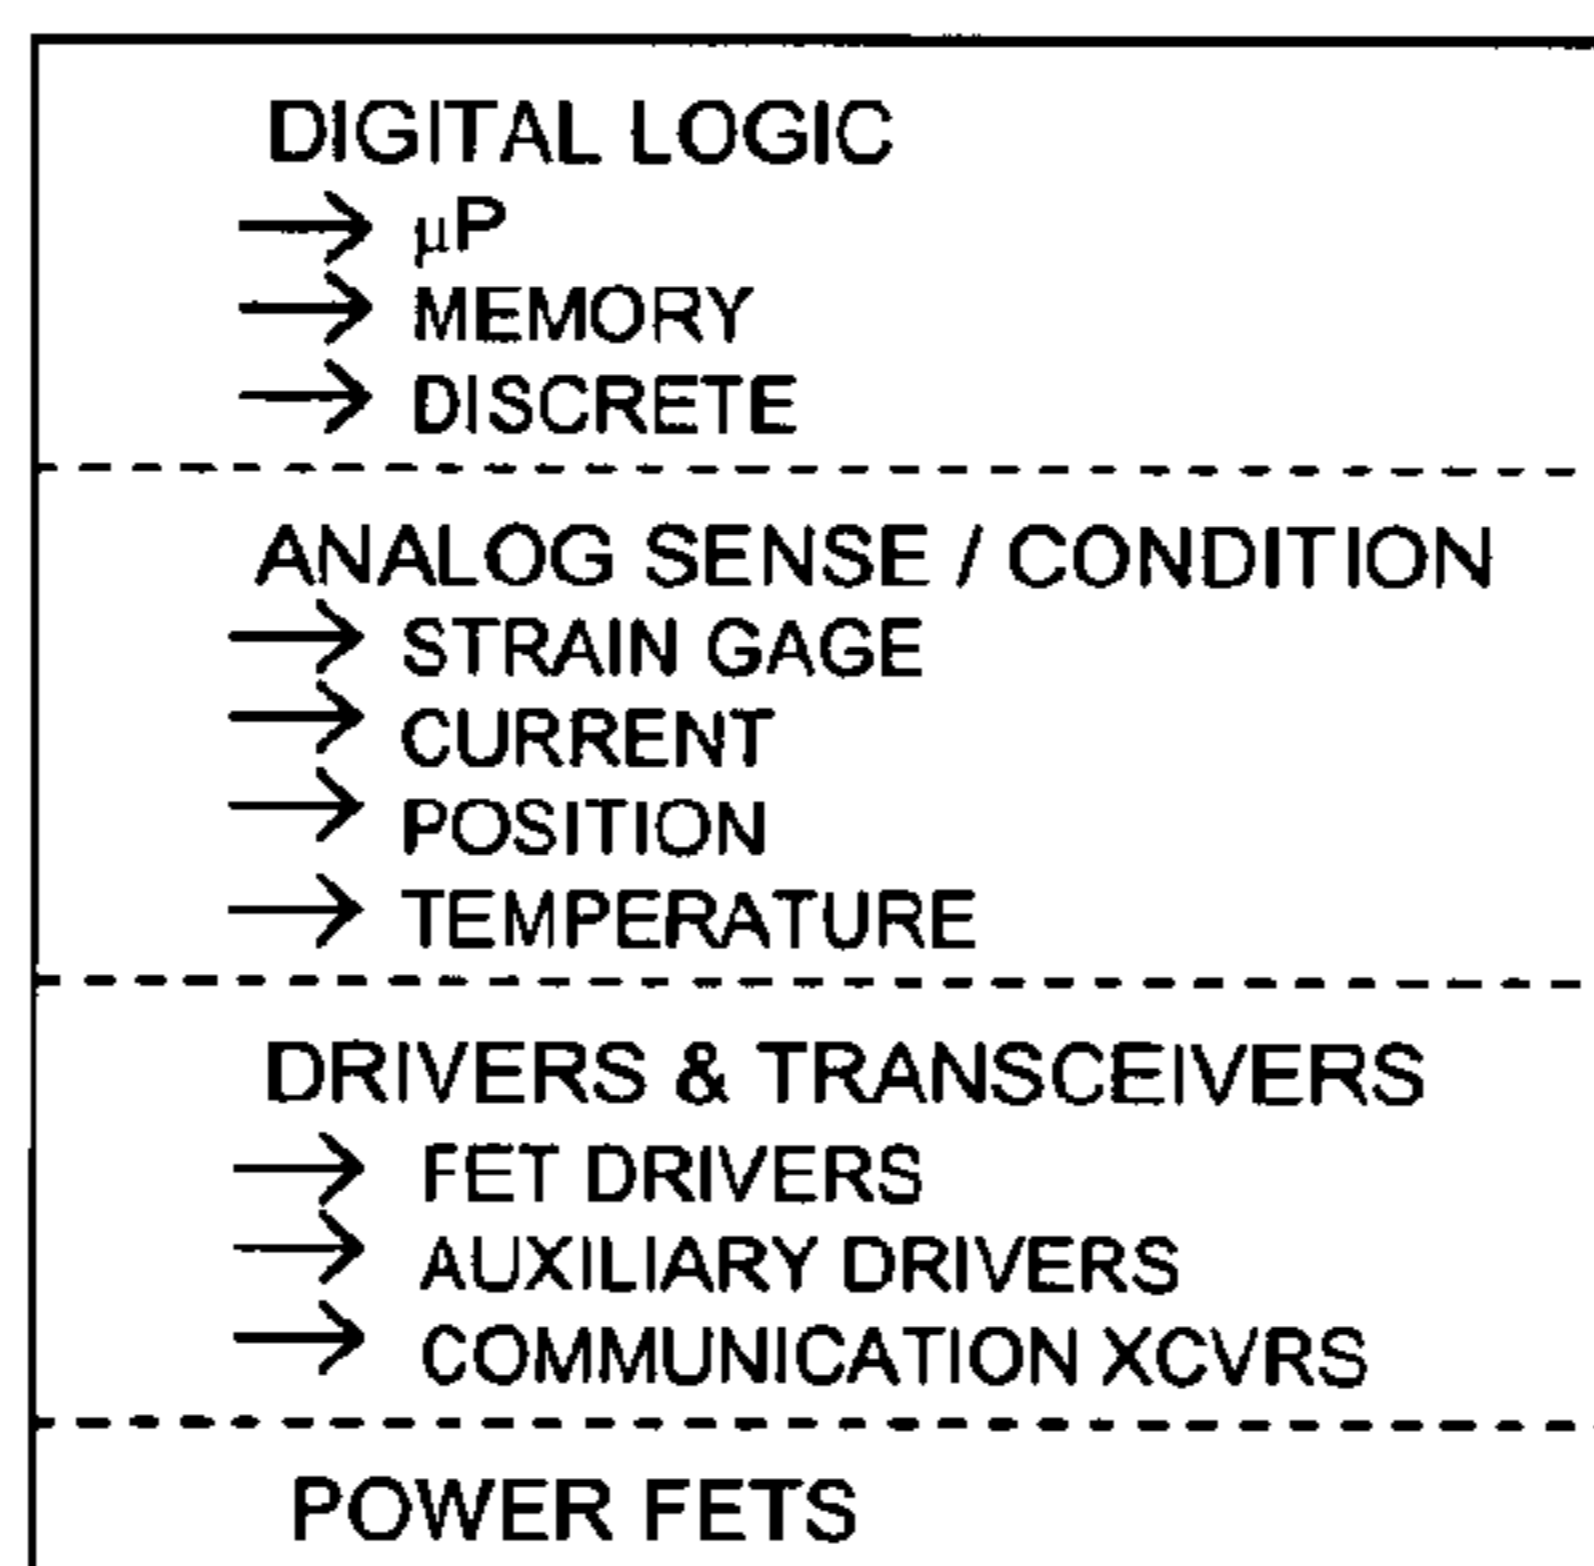 DIGITAL LOGIC
→ µP
→ MEMORY
→ DISCRETE
ANALOG SENSE / CONDITION
→ STRAIN GAGE
→ CURRENT
→ POSITION
→ TEMPERATURE
DRIVERS & TRANSCEIVERS
→ FET DRIVERS
→ AUXILIARY DRIVERS
→ COMMUNICATION XCVRS
POWER FETS